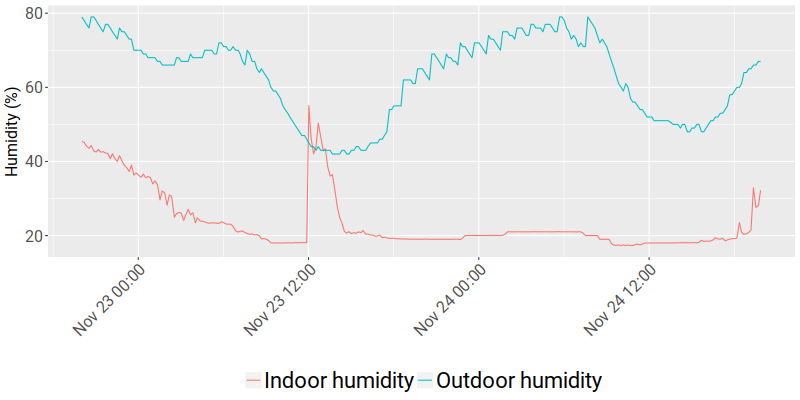 80
60
40
20
Humidity (%)
Nov 23 00:00
Nov 23 12:00
Nov 24 00:00
Nov 24 12:00
Indoor humidity Outdoor humidity